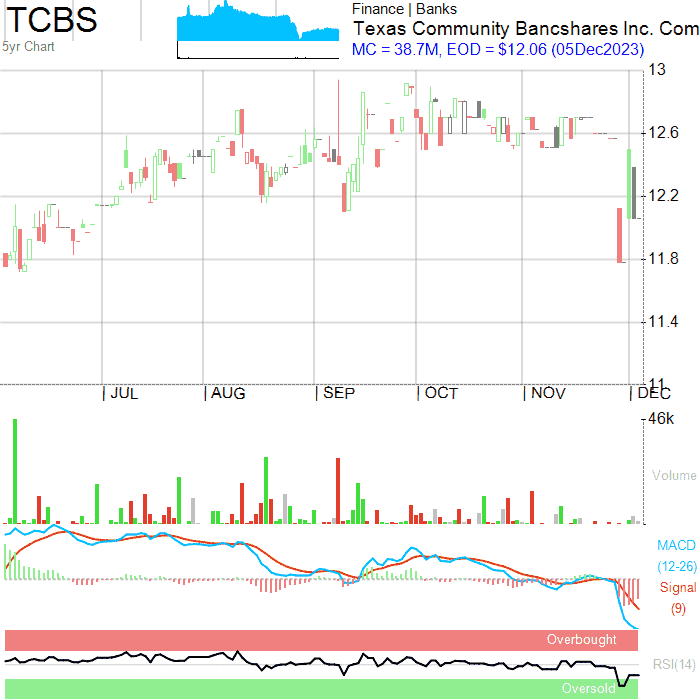 TCBS
5yr Chart
Finance | Banks
Texas Community Bancshares Inc. Com
MC = 38.7M, EOD = $12.06 (05Dec2023)
13
12.6
12.2
11.8
11.4
11
| JUL | AUG | SEP | OCT | NOV | DEC
46k
Volume
MACD
(12-26)
Signal
(9)
Overbought
RSI(14)
Oversold